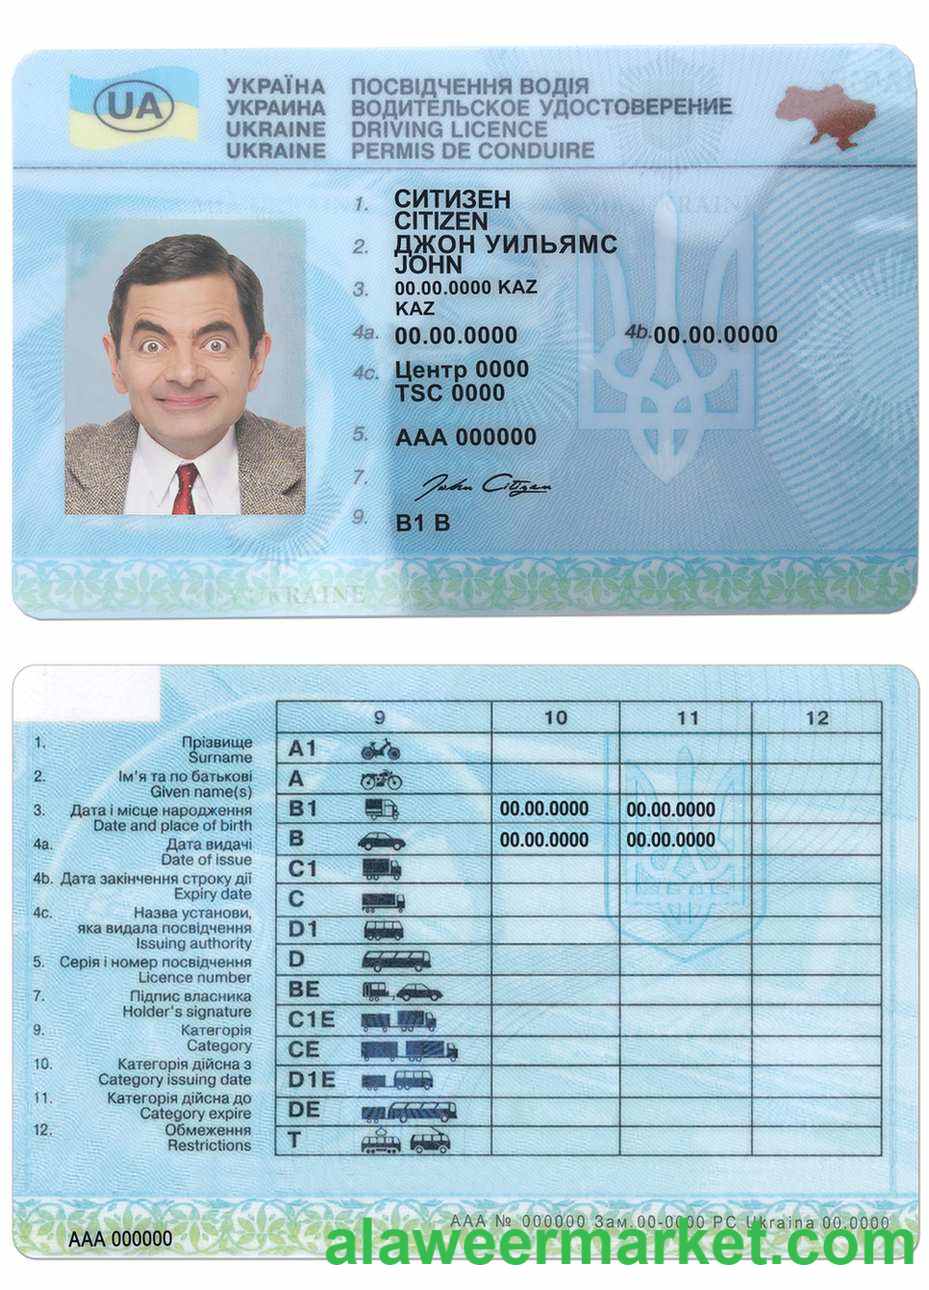 UA
УКРАЇНА ПОСВІДЧЕННЯ ВОДІЯ
УКРАИНА ВОДИТЕЛЬСКОЕ УДОСТОВЕРЕНИЕ
UKRAINE DRIVING LICENCE
UKRAINE PERMIS DE CONDUIRE
1. СИТИЗЕН
CITIZEN
2. ДЖОН УИЛЬЯМС
JOHN
3. 00.00.0000 KAZ
KAZ
4a. 00.00.0000 4b. 00.00.0000
4c. Центр 0000
TSC 0000
5. AAA 000000
7. John Citizen
9. B1 B
UKRAINE
9 10 11 12
1. Прізвище
Surname
2. Ім'я та по батькові
Given name(s)
3. Дата і місце народження
Date and place of birth
4a. Дата видачі
Date of issue
4b. Дата закінчення строку дії
Expiry date
4c. Назва установи,
яка видала посвідчення
Issuing authority
5. Серія і номер посвідчення
Licence number
7. Підпис власника
Holder's signature
9. Категорія
Category
10. Категорія дійсна з
Category issuing date
11. Категорія дійсна до
Category expire
12. Обмеження
Restrictions
A1
A
B1 00.00.0000 00.00.0000
B 00.00.0000 00.00.0000
C1
C
D1
D
BE
C1E
CE
D1E
DE
T
AAA № 000000 Зам.00-0000 PC Ukraina 00.0000
AAA 000000
alaweermarket.com